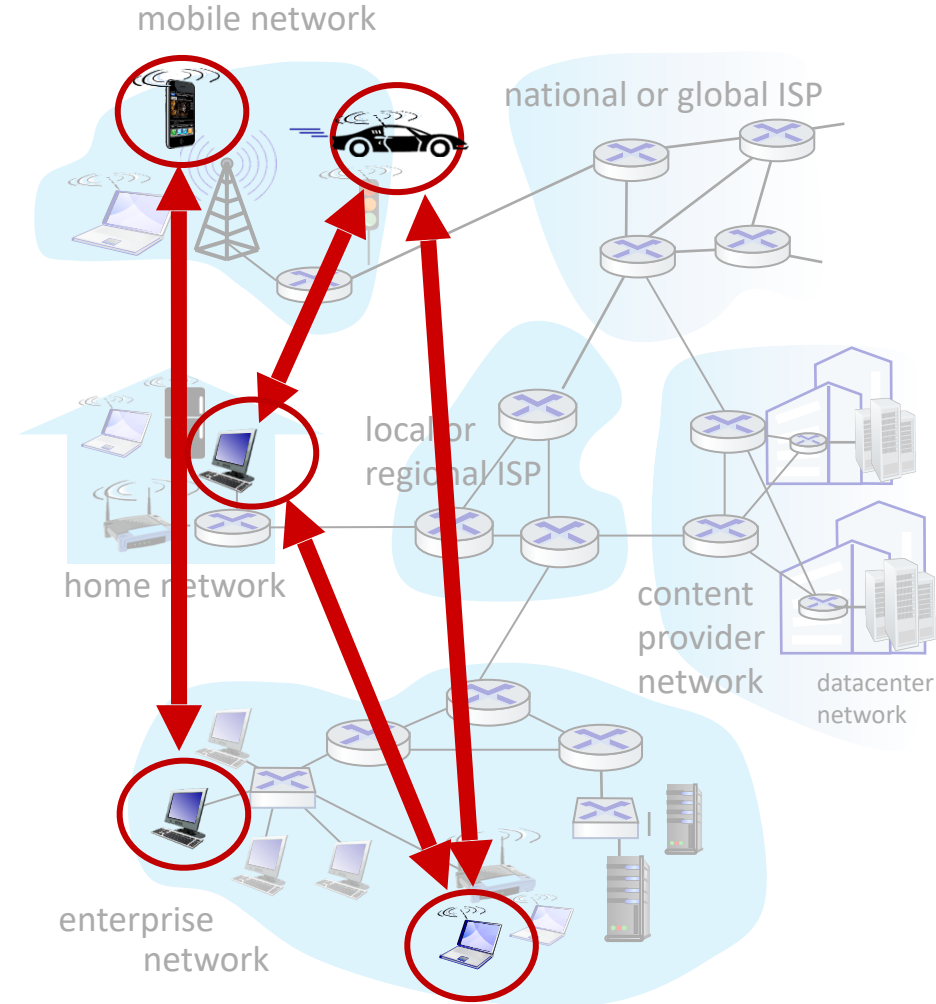 mobile network
national or global ISP
local or
regional ISP
home network
content
provider
network
datacenter
network
enterprise
network